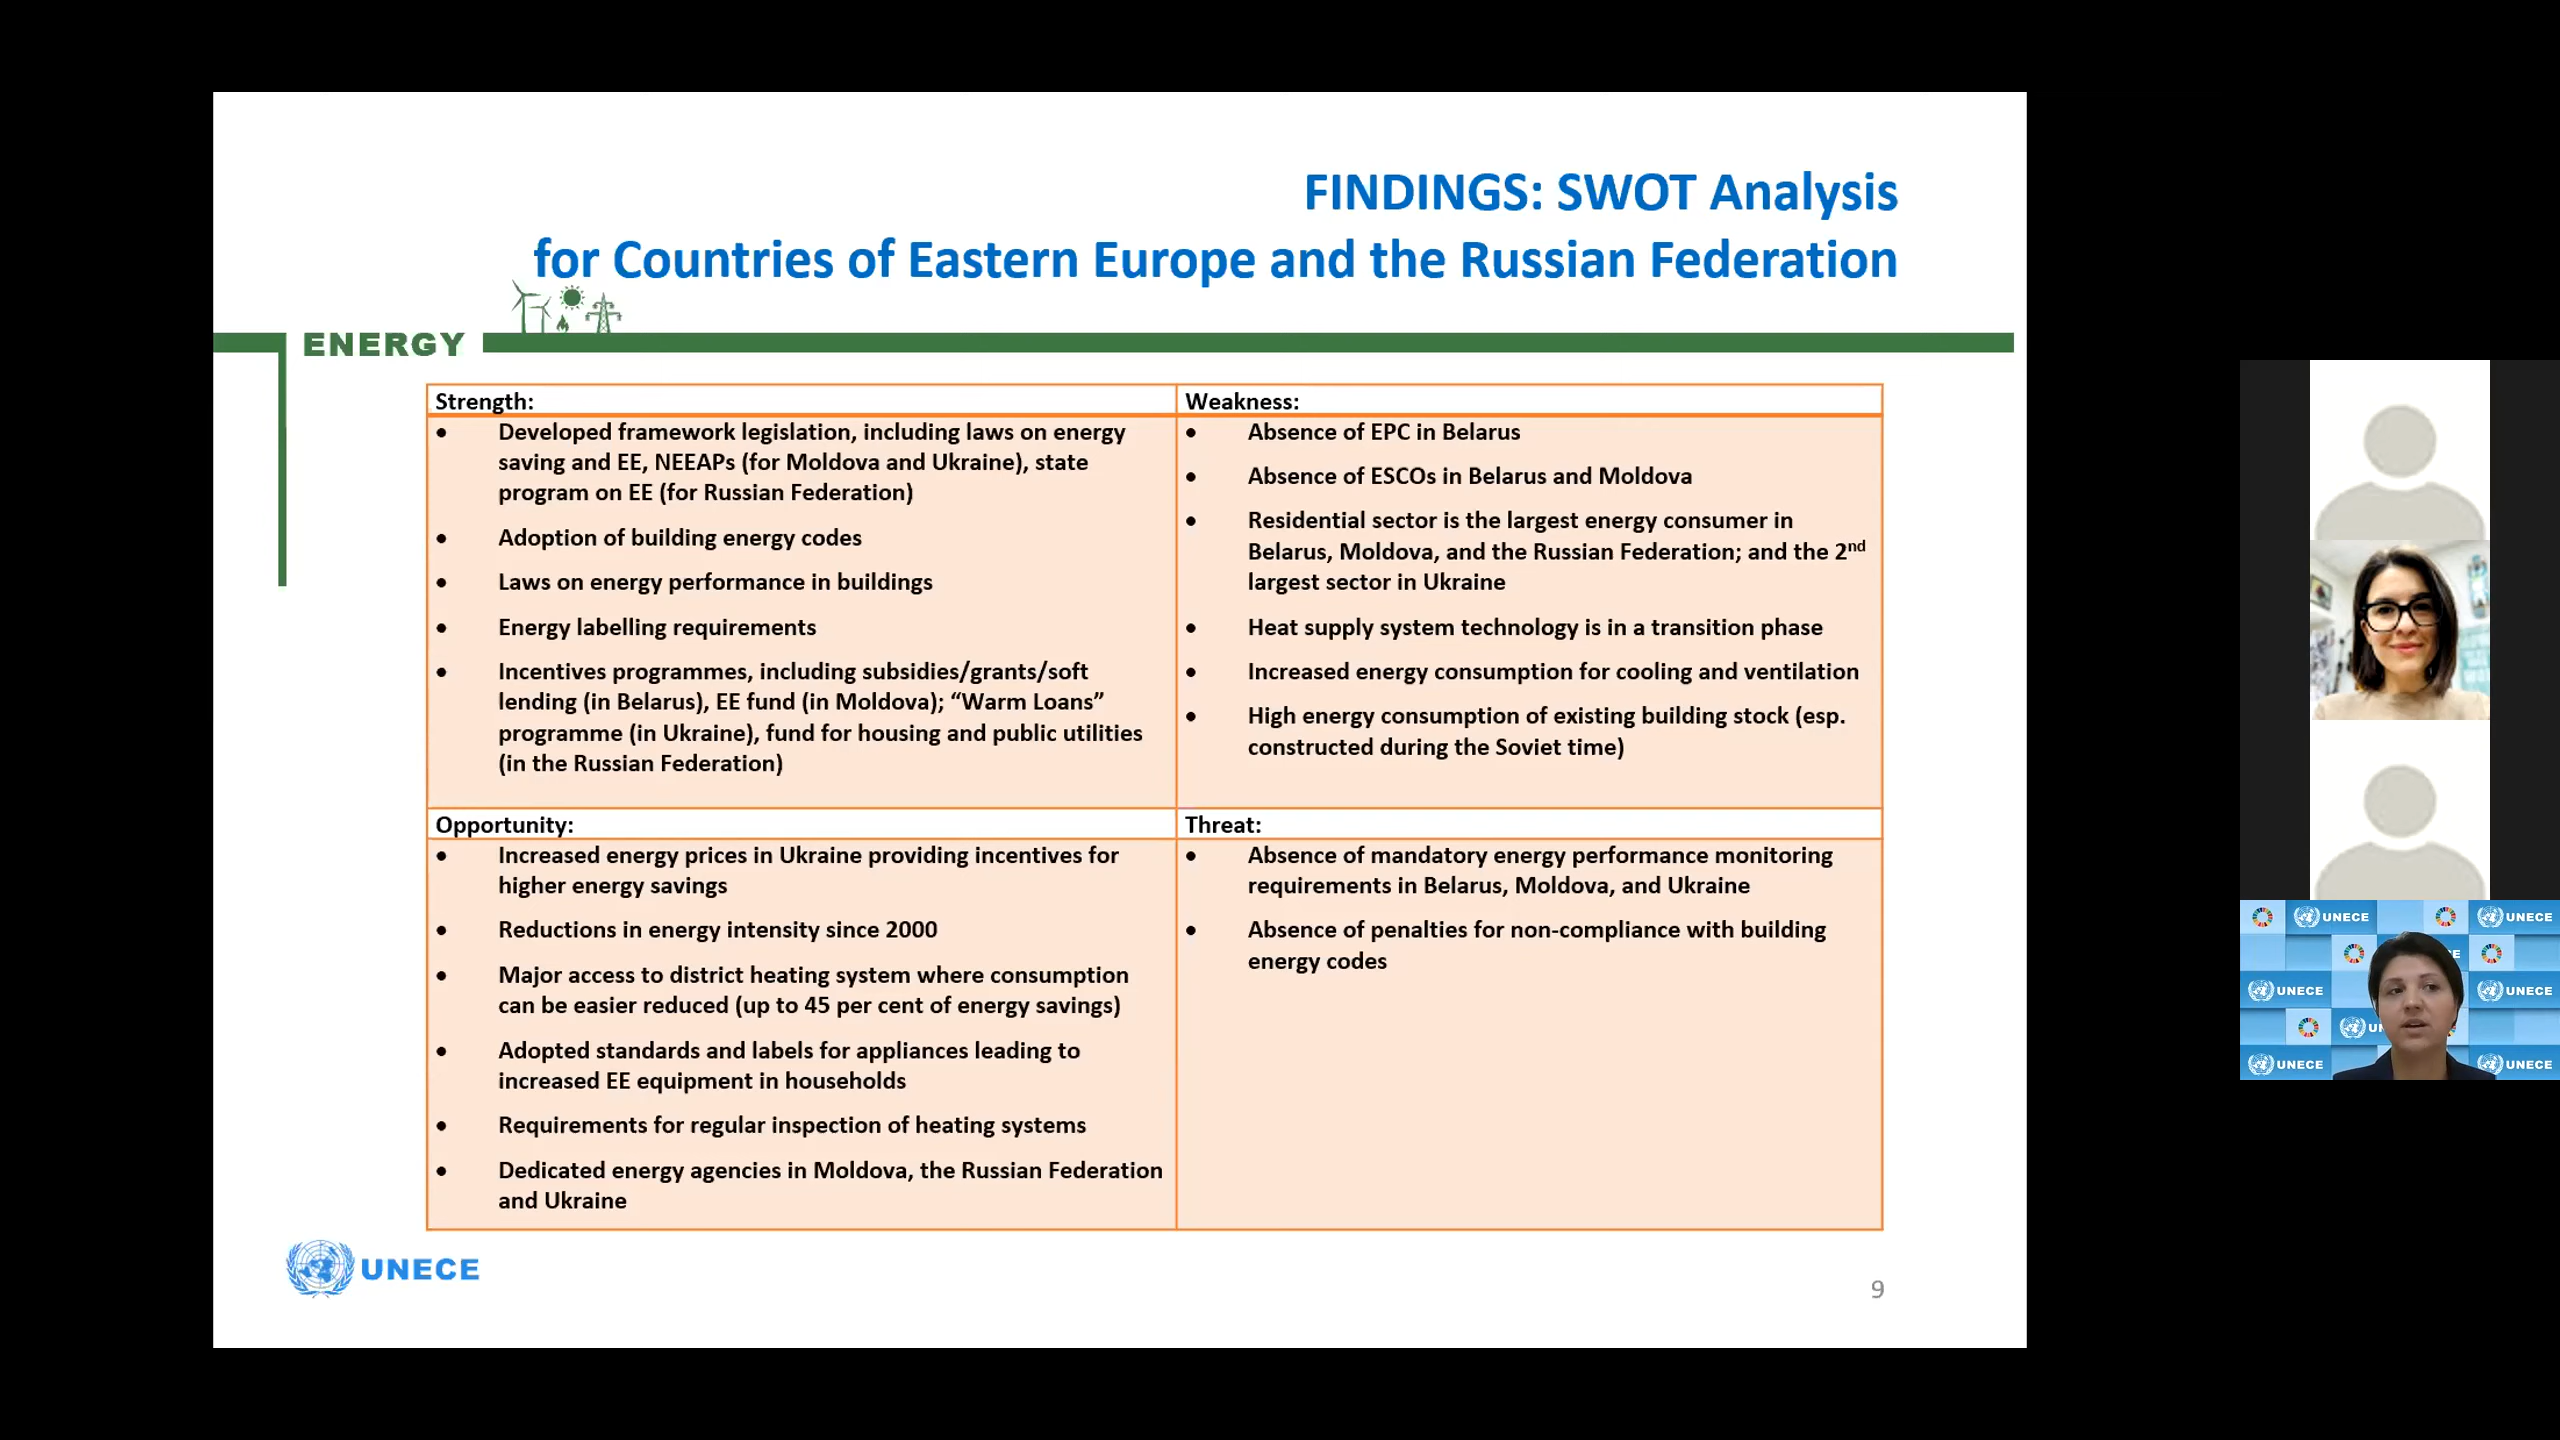 FINDINGS: SWOT Analysis
for Countries of Eastern Europe and the Russian Federation
ENERGY
Strength:
• Developed framework legislation, including laws on energy
saving and EE, NEEAPs (for Moldova and Ukraine), state
program on EE (for Russian Federation)
• Adoption of building energy codes
• Laws on energy performance in buildings
• Energy labelling requirements
• Incentives programmes, including subsidies/grants/soft
lending (in Belarus), EE fund (in Moldova); “Warm Loans”
programme (in Ukraine), fund for housing and public utilities
(in the Russian Federation)
Weakness:
• Absence of EPC in Belarus
• Absence of ESCOs in Belarus and Moldova
• Residential sector is the largest energy consumer in
Belarus, Moldova, and the Russian Federation; and the 2nd
largest sector in Ukraine
• Heat supply system technology is in a transition phase
• Increased energy consumption for cooling and ventilation
• High energy consumption of existing building stock (esp.
constructed during the Soviet time)
Opportunity:
• Increased energy prices in Ukraine providing incentives for
higher energy savings
• Reductions in energy intensity since 2000
• Major access to district heating system where consumption
can be easier reduced (up to 45 per cent of energy savings)
• Adopted standards and labels for appliances leading to
increased EE equipment in households
• Requirements for regular inspection of heating systems
• Dedicated energy agencies in Moldova, the Russian Federation
and Ukraine
Threat:
• Absence of mandatory energy performance monitoring
requirements in Belarus, Moldova, and Ukraine
• Absence of penalties for non-compliance with building
energy codes
UNECE
9
UNECE UNECE
E
UNECE UNECE
UN
UNECE UNECE